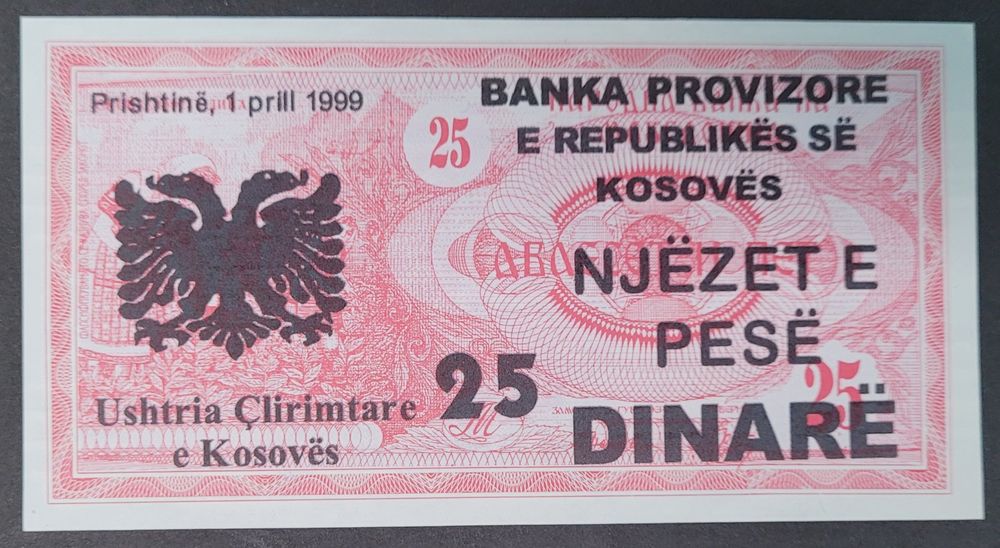 Prishtinë, 1 prill 1999
BANKA PROVIZORE
E REPUBLIKËS SË
KOSOVËS
25
NJËZET E
PESË
25
25
DINARË
Ushtria Çlirimtare
e Kosovës